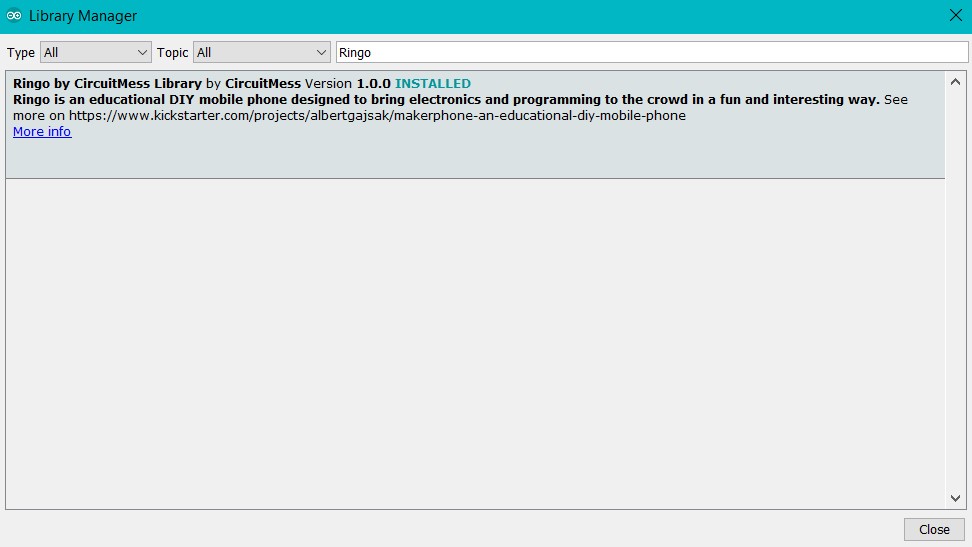 Library Manager
Type All Topic All Ringo
Ringo by CircuitMess Library by CircuitMess Version 1.0.0 INSTALLED
Ringo is an educational DIY mobile phone designed to bring electronics and programming to the crowd in a fun and interesting way. See
more on https://www.kickstarter.com/projects/albertgajsak/makerphone-an-educational-diy-mobile-phone
More info
Close